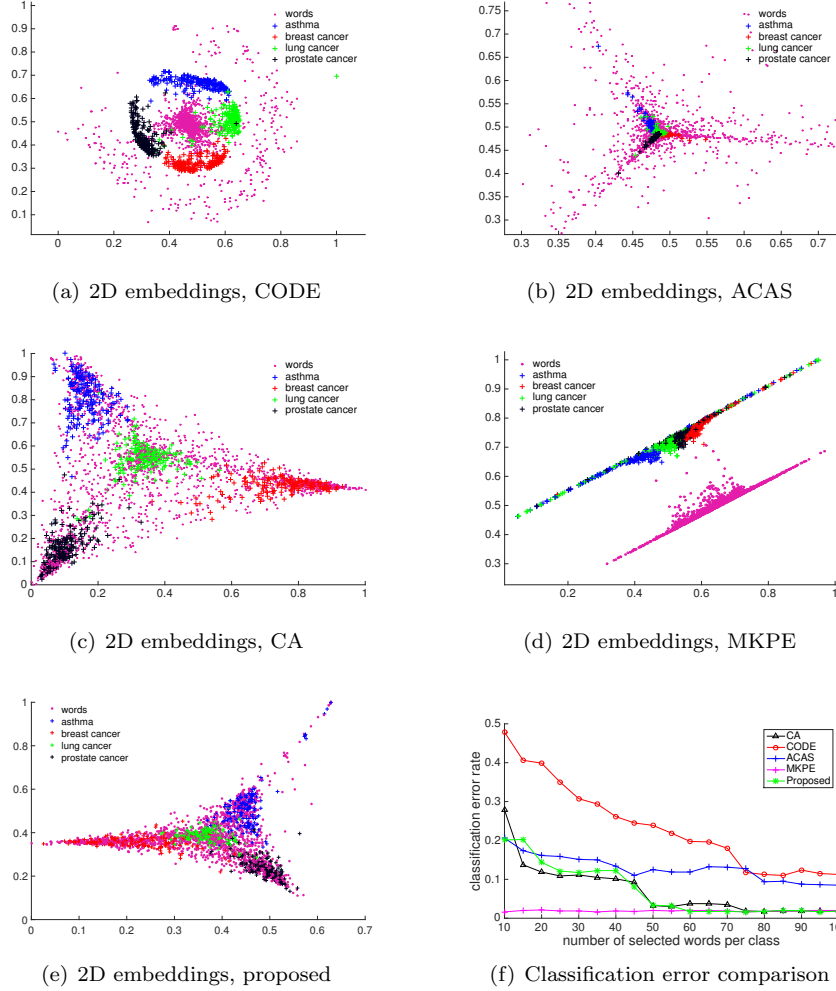 words
asthma
breast cancer
lung cancer
prostate cancer
1
0.9
0.8
0.7
0.6
0.5
0.4
0.3
0.2
0.1
0 0.2 0.4 0.6 0.8 1
(a) 2D embeddings, CODE
words
asthma
breast cancer
lung cancer
prostate cancer
0.75
0.7
0.65
0.6
0.55
0.5
0.45
0.4
0.35
0.3
0.3 0.35 0.4 0.45 0.5 0.55 0.6 0.65 0.7
(b) 2D embeddings, ACAS
words
asthma
breast cancer
lung cancer
prostate cancer
1
0.9
0.8
0.7
0.6
0.5
0.4
0.3
0.2
0.1
0
0 0.2 0.4 0.6 0.8 1
(c) 2D embeddings, CA
words
asthma
breast cancer
lung cancer
prostate cancer
1
0.9
0.8
0.7
0.6
0.5
0.4
0.3
0.2 0.4 0.6 0.8 1
(d) 2D embeddings, MKPE
words
asthma
breast cancer
lung cancer
prostate cancer
1
0.8
0.6
0.4
0.2
0
0 0.1 0.2 0.3 0.4 0.5 0.6 0.7
(e) 2D embeddings, proposed
CA
CODE
ACAS
MKPE
Proposed
classification error rate
0.5
0.4
0.3
0.2
0.1
0
10 20 30 40 50 60 70 80 90
number of selected words per class
(f) Classification error comparison